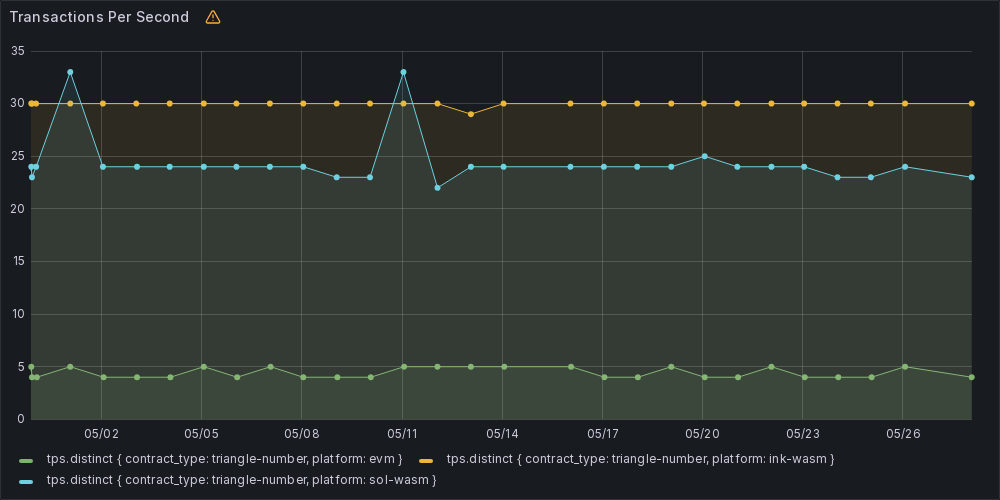 Transactions Per Second
35
30
25
20
15
10
5
0
05/02 05/05 05/08 05/11 05/14 05/17 05/20 05/23 05/26
tps.distinct { contract_type: triangle-number, platform: evm } tps.distinct { contract_type: triangle-number, platform: ink-wasm }
tps.distinct { contract_type: triangle-number, platform: sol-wasm }